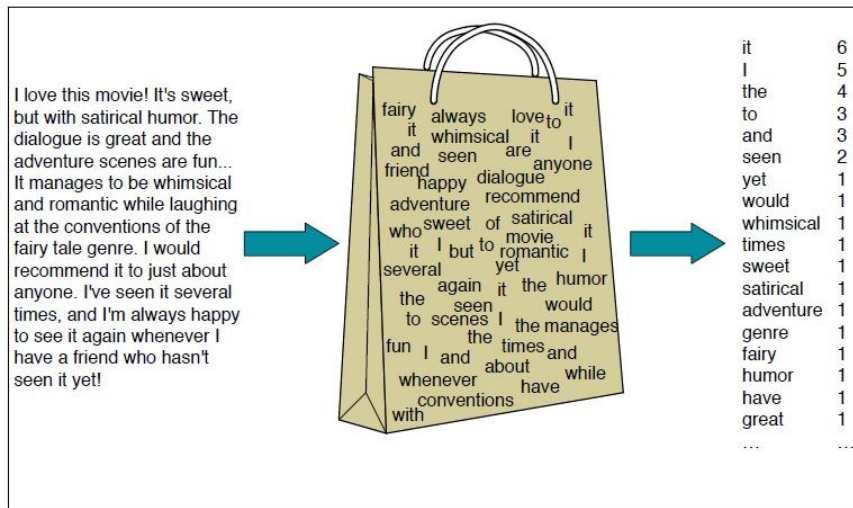 I love this movie! It's sweet,
but with satirical humor. The
dialogue is great and the
adventure scenes are fun...
It manages to be whimsical
and romantic while laughing
at the conventions of the
fairy tale genre. I would
recommend it to just about
anyone. I've seen it several
times, and I'm always happy
to see it again whenever I
have a friend who hasn't
seen it yet!
fairy always love to it
it whimsical it I
and seen are anyone
friend happy dialogue
adventure recommend
who sweet of satirical it
it I but to movie romantic I
several yet
again it the humor
the seen would
to scenes I the manages
the times and
fun I and about
whenever have while
conventions
with
it 6
I 5
the 4
to 3
and 3
seen 2
yet 1
would 1
whimsical 1
times 1
sweet 1
satirical 1
adventure 1
genre 1
fairy 1
humor 1
have 1
great 1
... ...